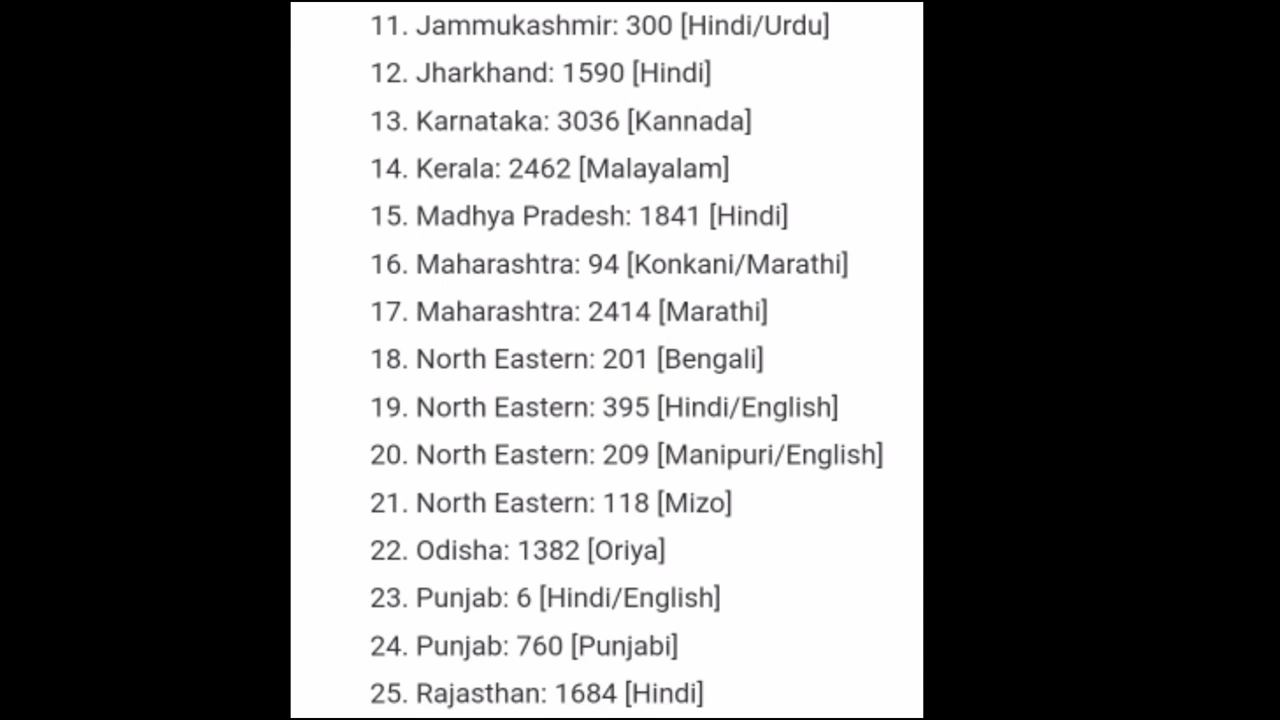 11. Jammukashmir: 300 [Hindi/Urdu]
12. Jharkhand: 1590 [Hindi]
13. Karnataka: 3036 [Kannada]
14. Kerala: 2462 [Malayalam]
15. Madhya Pradesh: 1841 [Hindi]
16. Maharashtra: 94 [Konkani/Marathi]
17. Maharashtra: 2414 [Marathi]
18. North Eastern: 201 [Bengali]
19. North Eastern: 395 [Hindi/English]
20. North Eastern: 209 [Manipuri/English]
21. North Eastern: 118 [Mizo]
22. Odisha: 1382 [Oriya]
23. Punjab: 6 [Hindi/English]
24. Punjab: 760 [Punjabi]
25. Rajasthan: 1684 [Hindi]